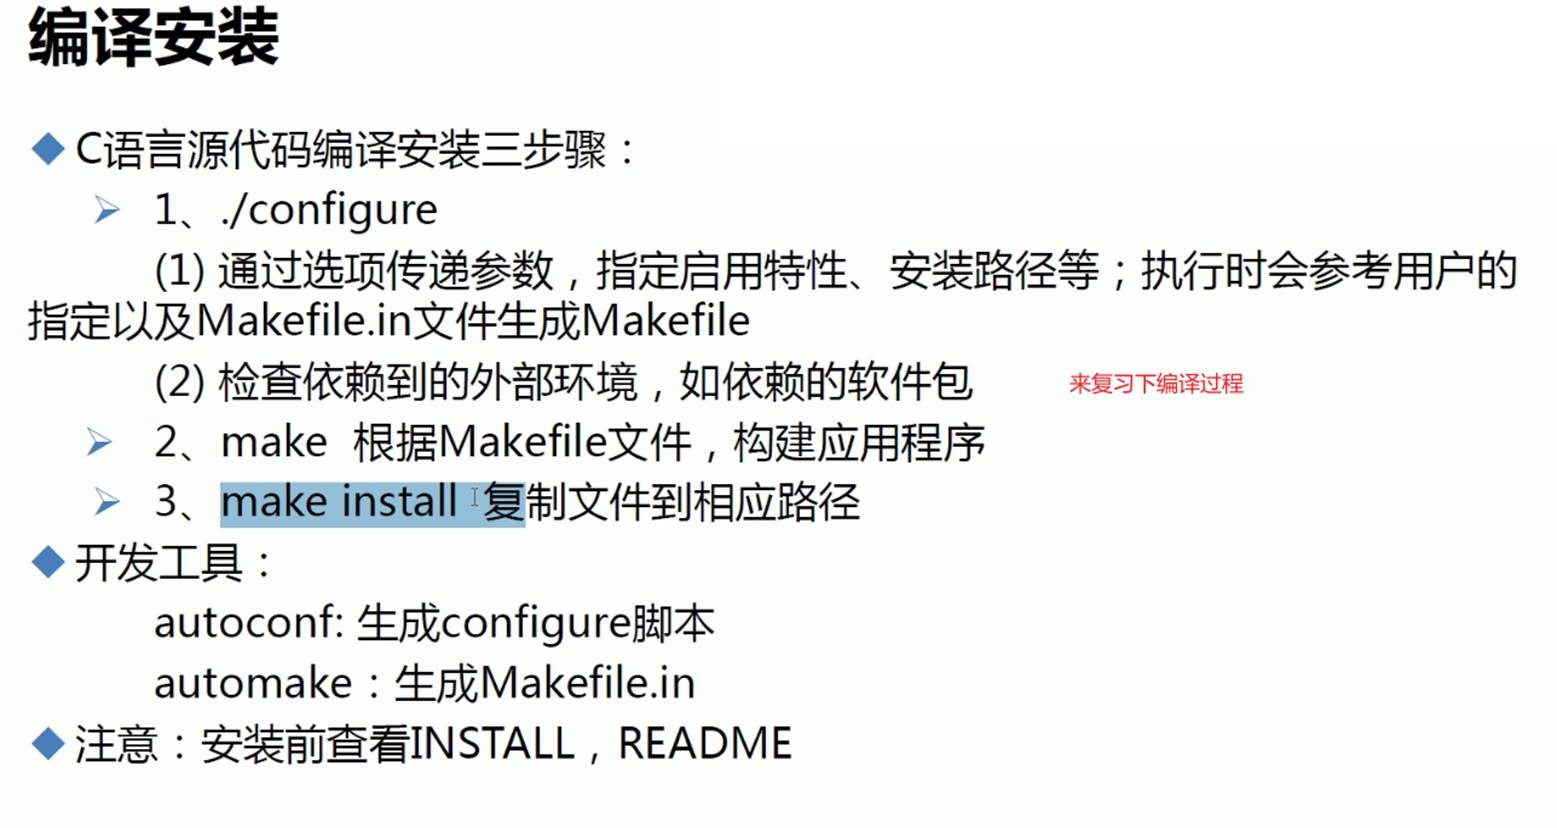 编译安装
C语言源代码编译安装三步骤：
1、./configure
(1) 通过选项传递参数，指定启用特性、安装路径等；执行时会参考用户的
指定以及Makefile.in文件生成Makefile
(2) 检查依赖到的外部环境，如依赖的软件包
来复习下编译过程
2、make 根据Makefile文件，构建应用程序
3、make install 复制文件到相应路径
开发工具：
autoconf: 生成configure脚本
automake：生成Makefile.in
注意：安装前查看INSTALL，README